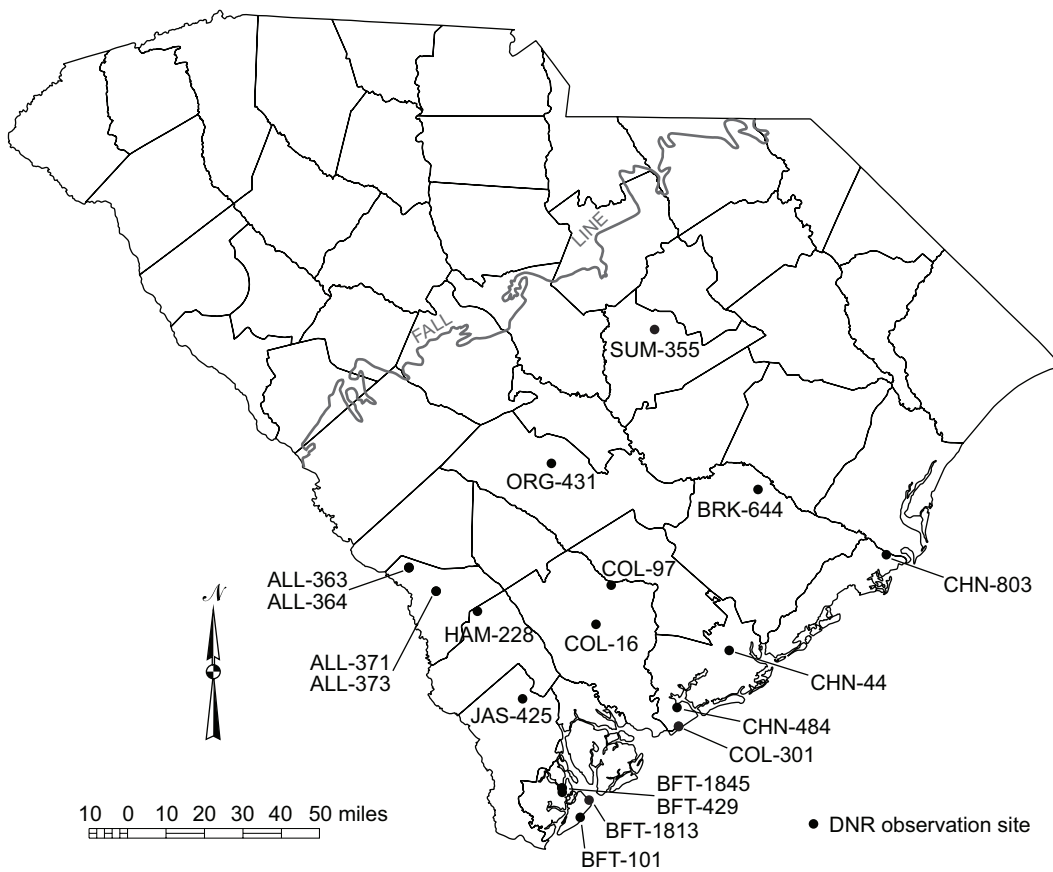 LINE
FALL
SUM-355
ORG-431
BRK-644
ALL-363
ALL-364
COL-97
CHN-803
HAM-228
COL-16
ALL-371
ALL-373
CHN-44
JAS-425
CHN-484
COL-301
BFT-1845
BFT-429
BFT-1813
BFT-101
N
10 0 10 20 30 40 50 miles
DNR observation site